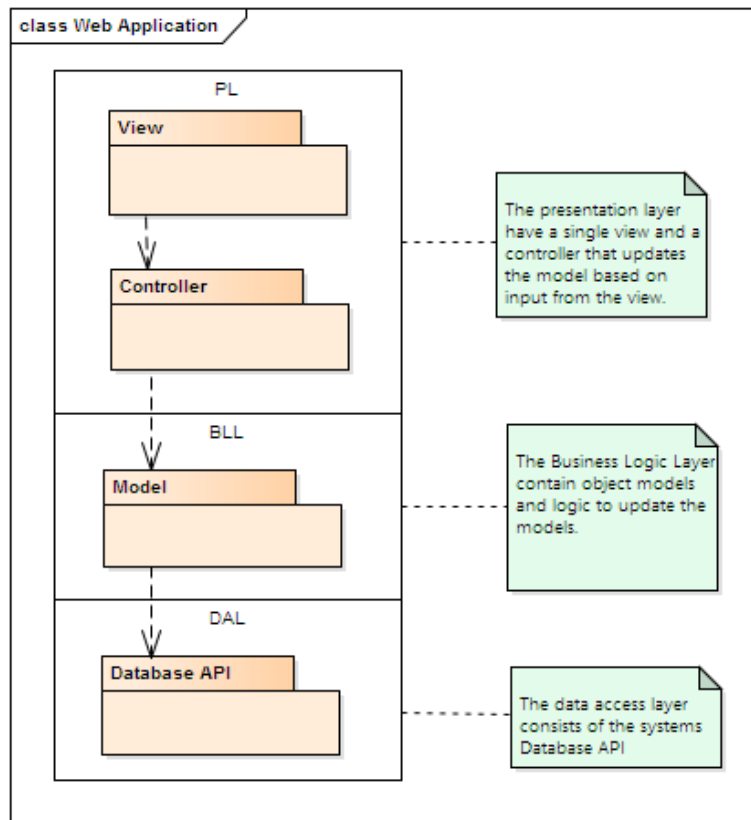 class Web Application
PL
View
Controller
The presentation layer
have a single view and a
controller that updates
the model based on
input from the view.
BLL
Model
The Business Logic Layer
contain object models
and logic to update the
models.
DAL
Database API
The data access layer
consists of the systems
Database API